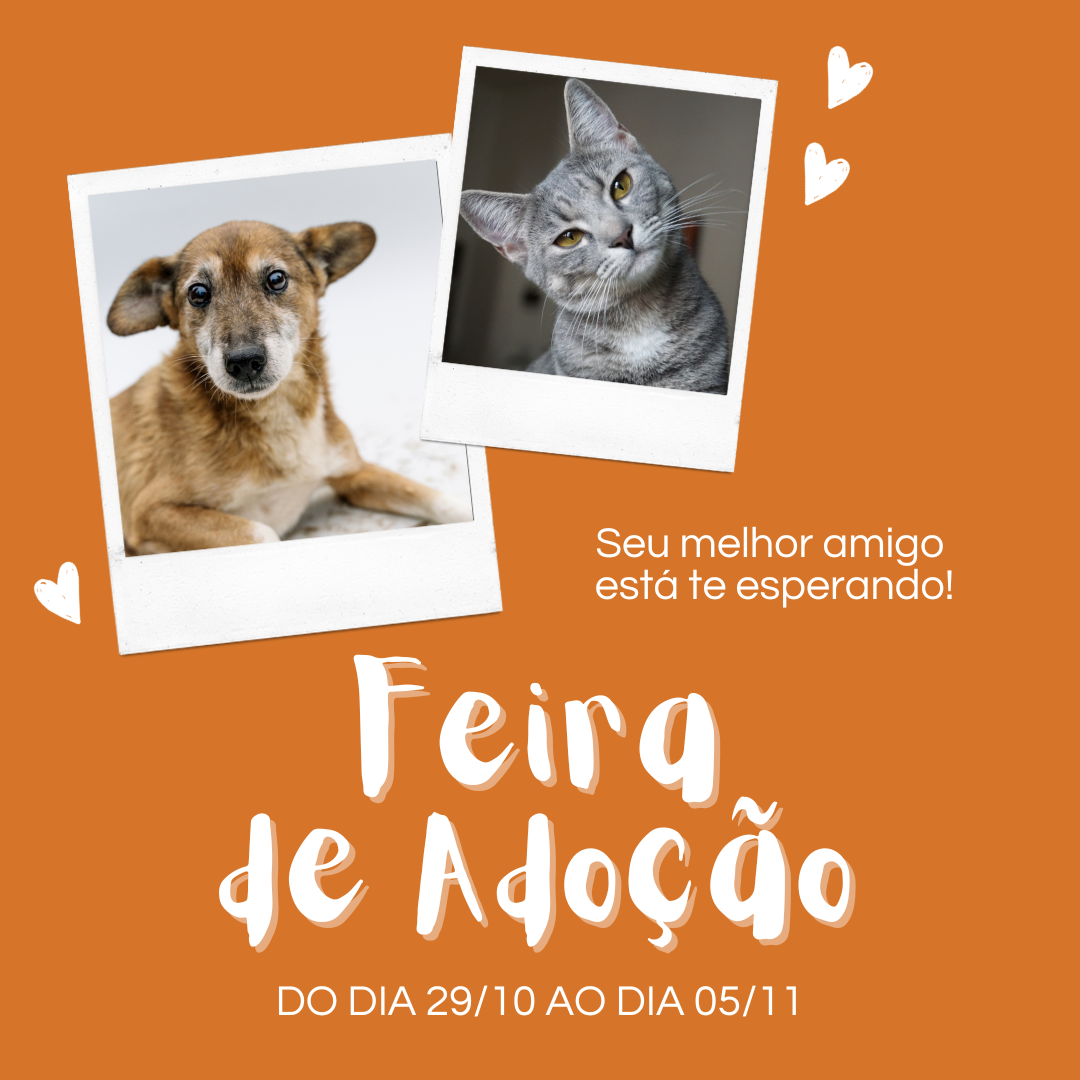 Seu melhor amigo
está te esperando!
Feira
de Adoção
DO DIA 29/10 AO DIA 05/11